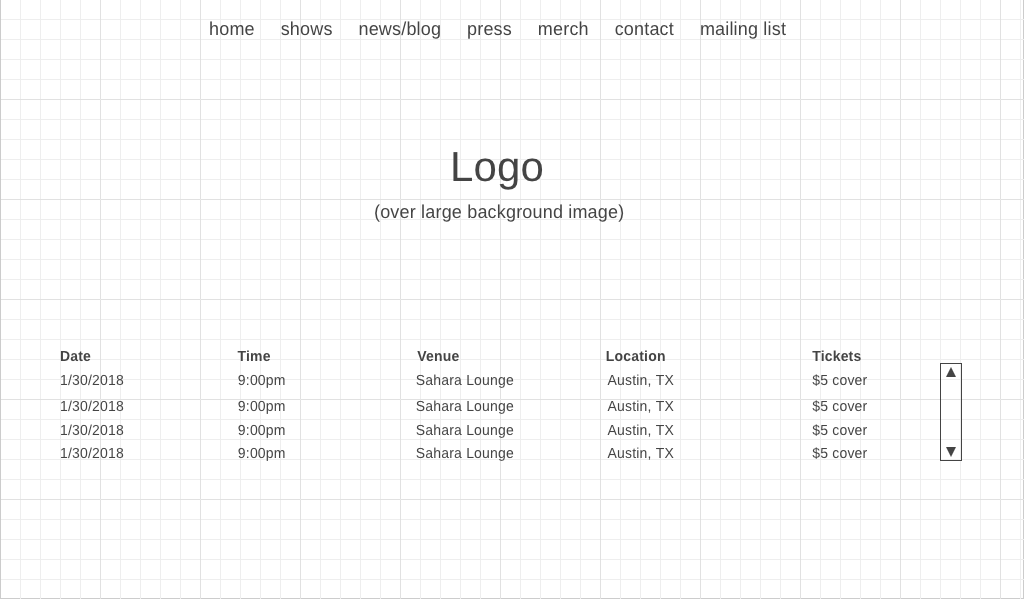 home shows news/blog press merch contact mailing list
Logo
(over large background image)
Date Time Venue Location Tickets
1/30/2018 9:00pm Sahara Lounge Austin, TX $5 cover
1/30/2018 9:00pm Sahara Lounge Austin, TX $5 cover
1/30/2018 9:00pm Sahara Lounge Austin, TX $5 cover
1/30/2018 9:00pm Sahara Lounge Austin, TX $5 cover